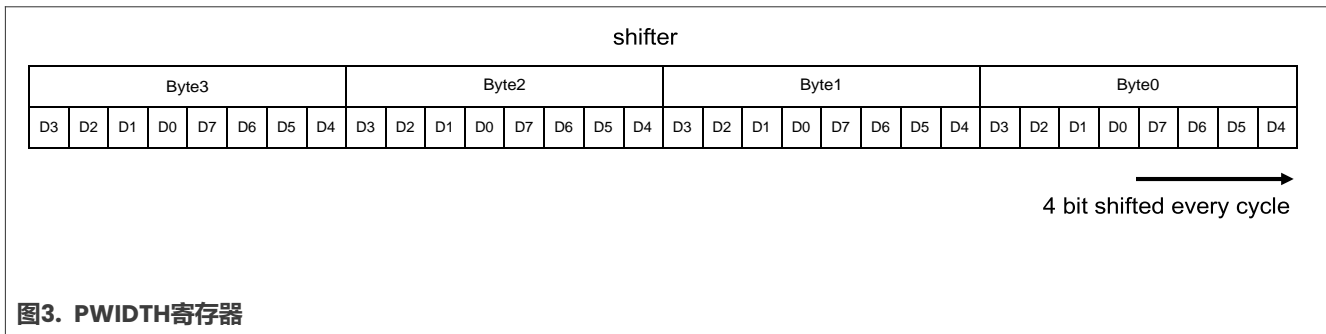 shifter
Byte3 Byte2 Byte1 Byte0
D3 D2 D1 D0 D7 D6 D5 D4 D3 D2 D1 D0 D7 D6 D5 D4 D3 D2 D1 D0 D7 D6 D5 D4 D3 D2 D1 D0 D7 D6 D5 D4
4 bit shifted every cycle
图3. PWIDTH寄存器